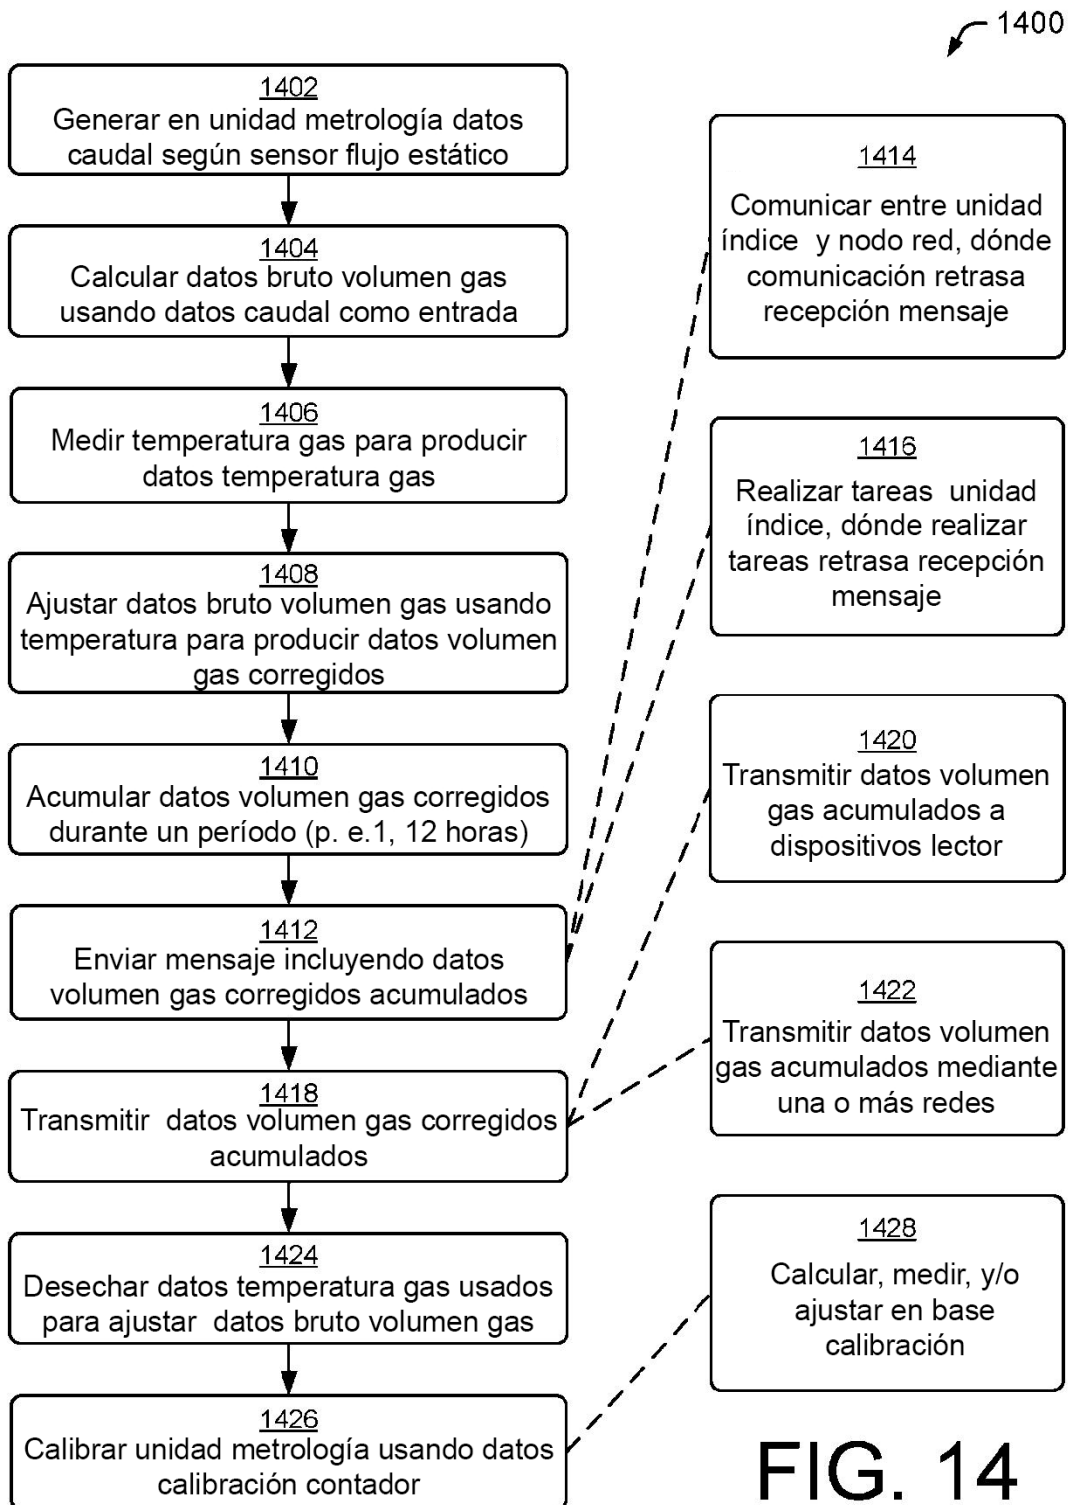 1400
1402
Generar en unidad metrología datos
caudal según sensor flujo estático
1404
Calcular datos bruto volumen gas
usando datos caudal como entrada
1406
Medir temperatura gas para producir
datos temperatura gas
1408
Ajustar datos bruto volumen gas usando
temperatura para producir datos volumen
gas corregidos
1410
Acumular datos volumen gas corregidos
durante un período (p. e.1, 12 horas)
1412
Enviar mensaje incluyendo datos
volumen gas corregidos acumulados
1418
Transmitir datos volumen gas corregidos
acumulados
1424
Desechar datos temperatura gas usados
para ajustar datos bruto volumen gas
1426
Calibrar unidad metrología usando datos
calibración contador
1414
Comunicar entre unidad
índice y nodo red, dónde
comunicación retrasa
recepción mensaje
1416
Realizar tareas unidad
índice, dónde realizar
tareas retrasa recepción
mensaje
1420
Transmitir datos volumen
gas acumulados a
dispositivos lector
1422
Transmitir datos volumen
gas acumulados mediante
una o más redes
1428
Calcular, medir, y/o
ajustar en base
calibración
FIG. 14